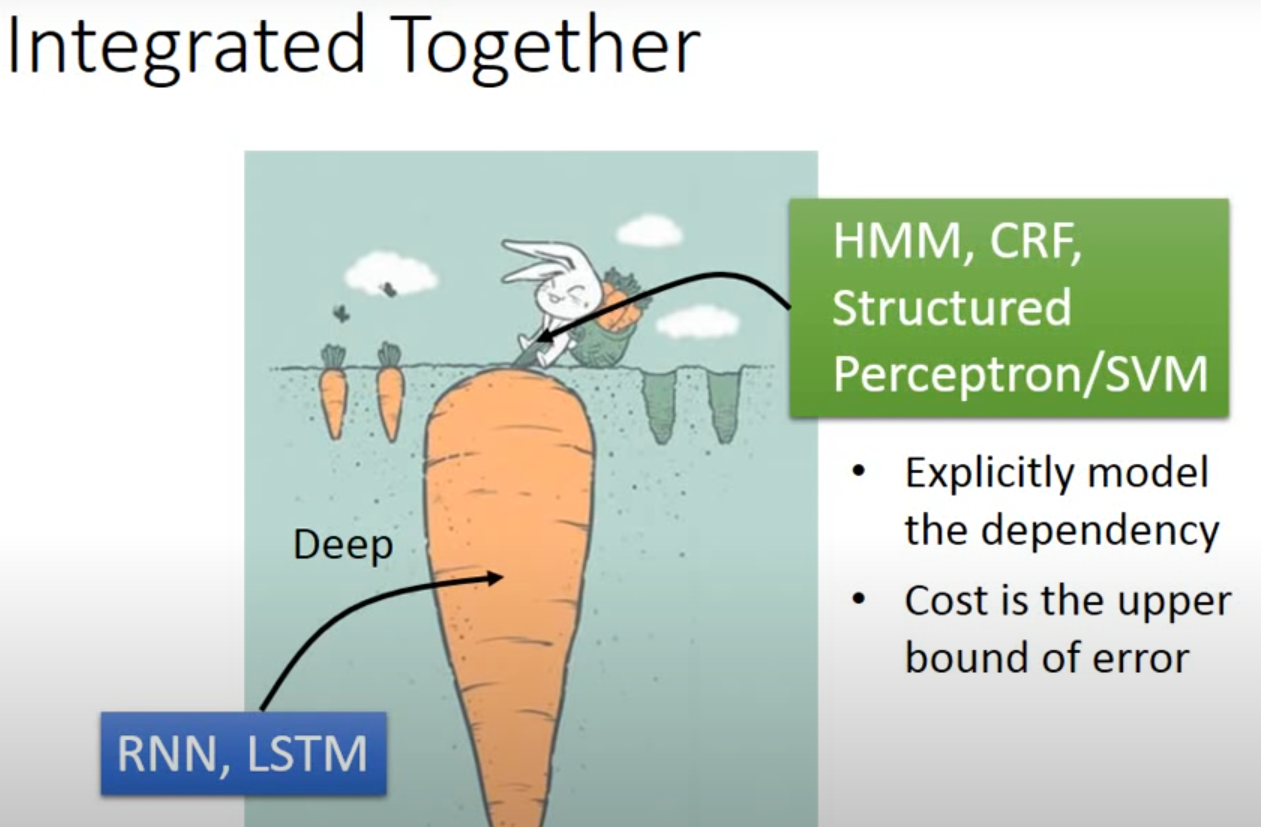 Integrated Together
HMM, CRF,
Structured
Perceptron/SVM
• Explicitly model
the dependency
• Cost is the upper
bound of error
Deep
RNN, LSTM